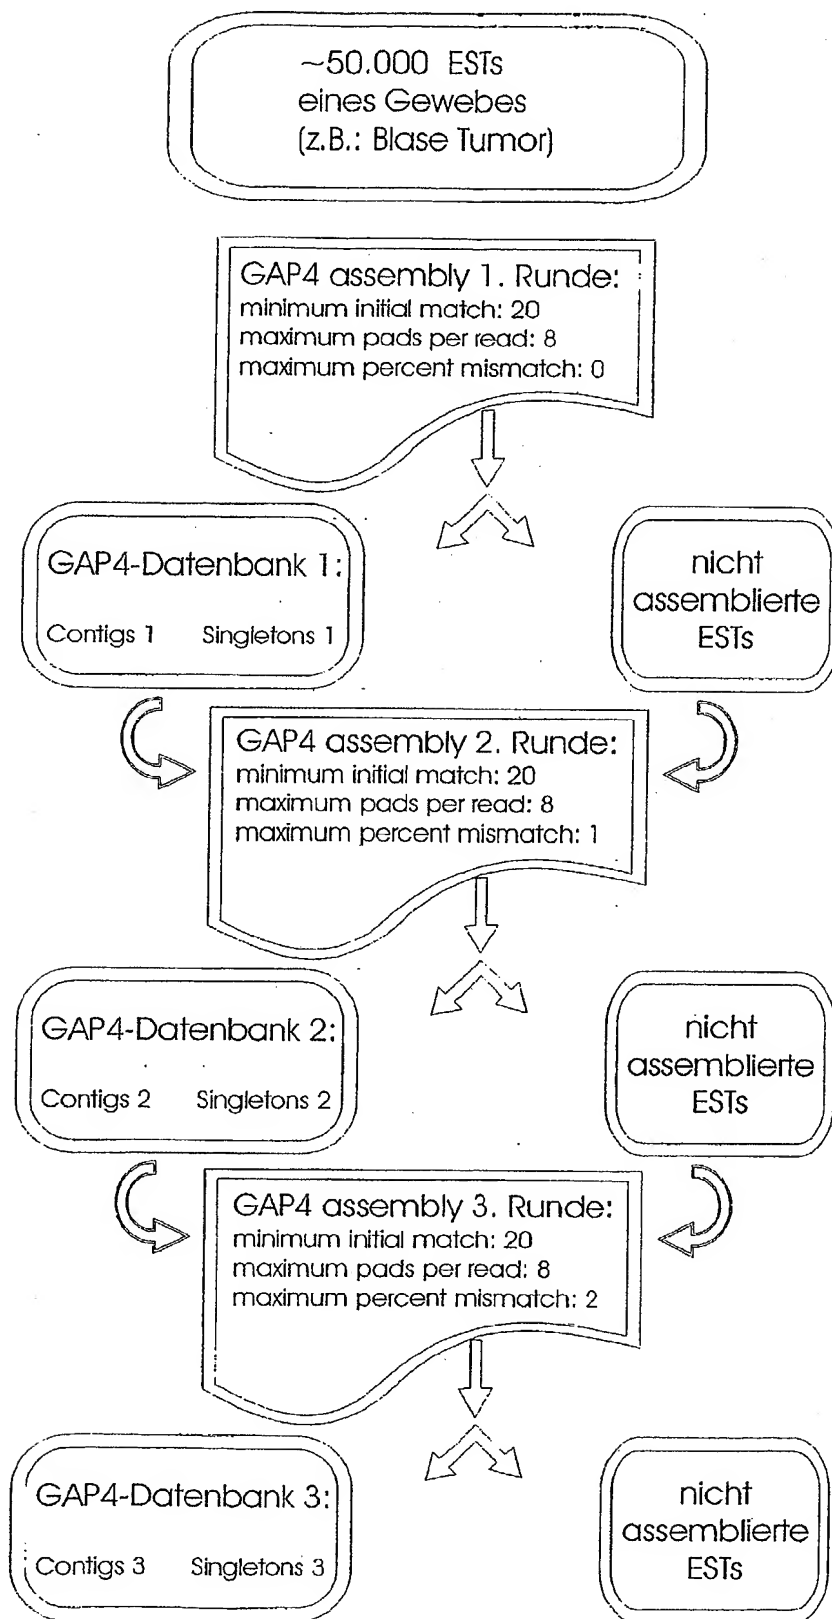 ~50.000 ESTs
eines Gewebes
(z.B.: Blase Tumor)
GAP4 assembly 1. Runde:
minimum initial match: 20
maximum pads per read: 8
maximum percent mismatch: 0
GAP4-Datenbank 1:
Contigs 1 Singletons 1
nicht
assemblierte
ESTs
GAP4 assembly 2. Runde:
minimum initial match: 20
maximum pads per read: 8
maximum percent mismatch: 1
GAP4-Datenbank 2:
Contigs 2 Singletons 2
nicht
assemblierte
ESTs
GAP4 assembly 3. Runde:
minimum initial match: 20
maximum pads per read: 8
maximum percent mismatch: 2
GAP4-Datenbank 3:
Contigs 3 Singletons 3
nicht
assemblierte
ESTs